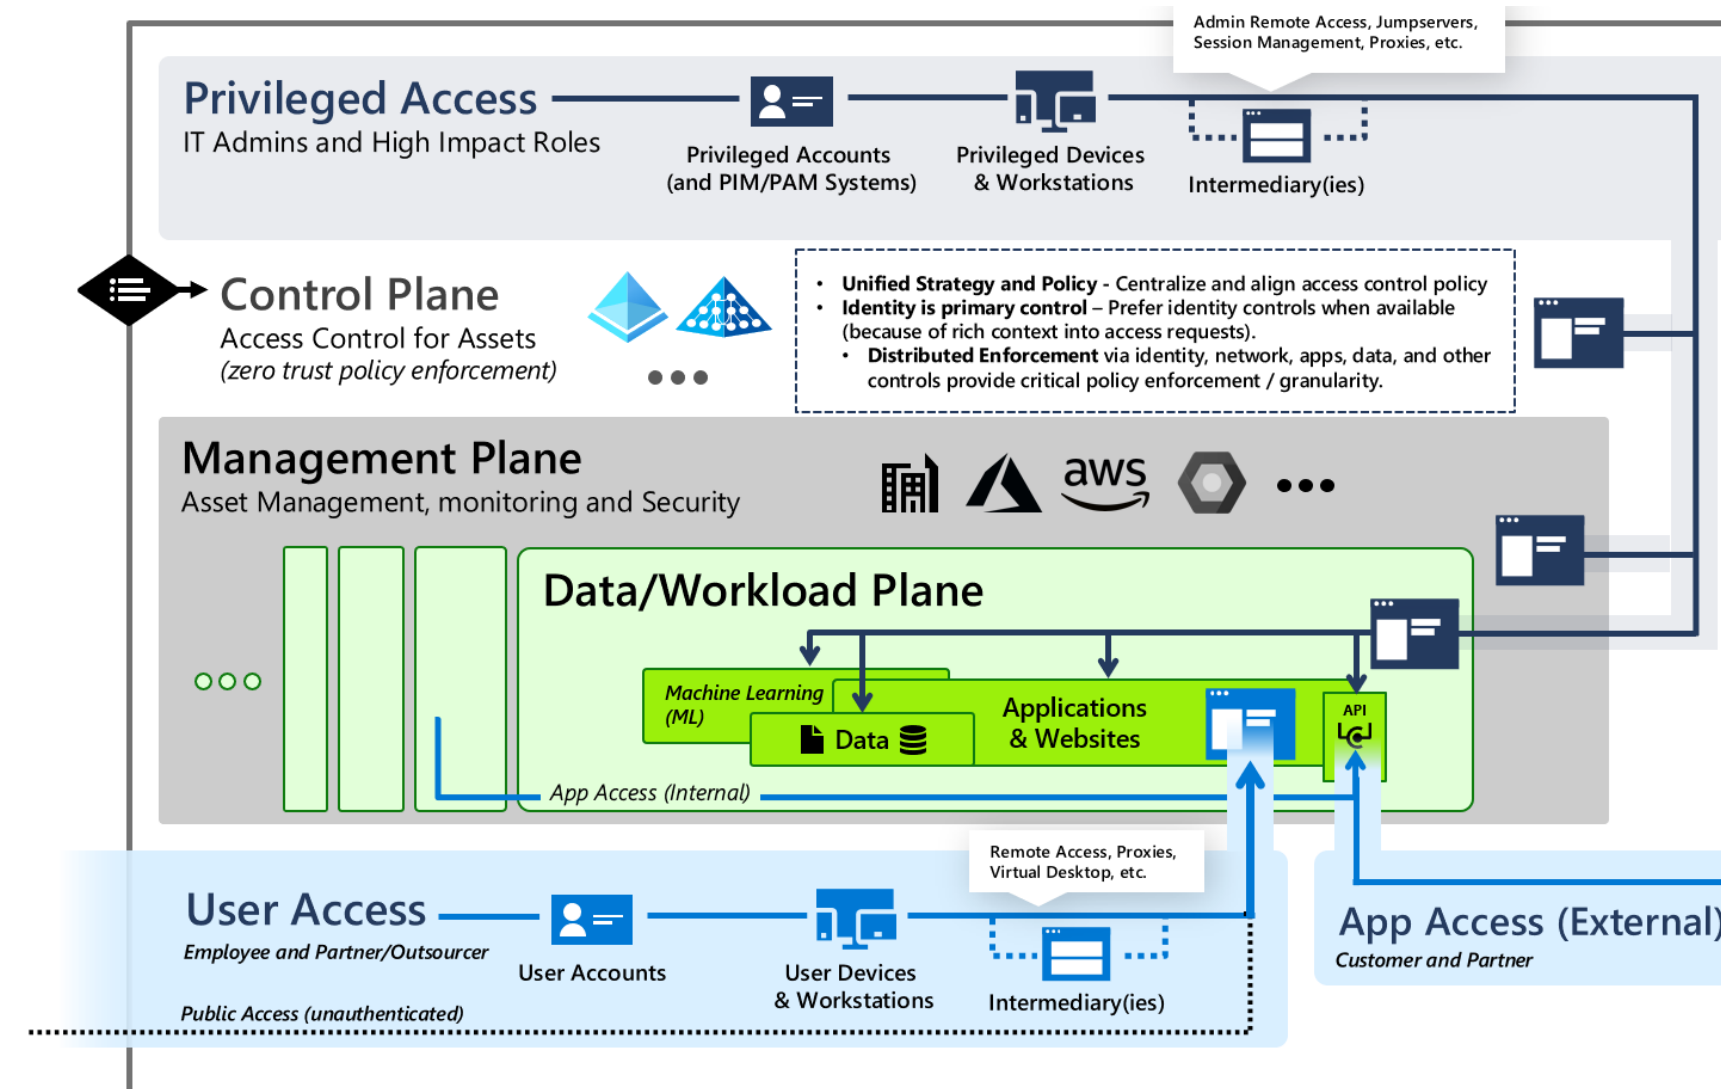 Admin Remote Access, Jumpservers,
Session Management, Proxies, etc.
Privileged Access
IT Admins and High Impact Roles
Privileged Accounts
(and PIM/PAM Systems)
Privileged Devices
& Workstations
Intermediary(ies)
Control Plane
Access Control for Assets
(zero trust policy enforcement)
• Unified Strategy and Policy - Centralize and align access control policy
• Identity is primary control – Prefer identity controls when available
(because of rich context into access requests).
• Distributed Enforcement via identity, network, apps, data, and other
controls provide critical policy enforcement / granularity.
Management Plane
Asset Management, monitoring and Security
aws
Data/Workload Plane
Machine Learning
(ML)
Data
Applications
& Websites
API
App Access (Internal)
Remote Access, Proxies,
Virtual Desktop, etc.
User Access
Employee and Partner/Outsourcer
User Accounts
User Devices
& Workstations
Intermediary(ies)
Public Access (unauthenticated)
App Access (External)
Customer and Partner